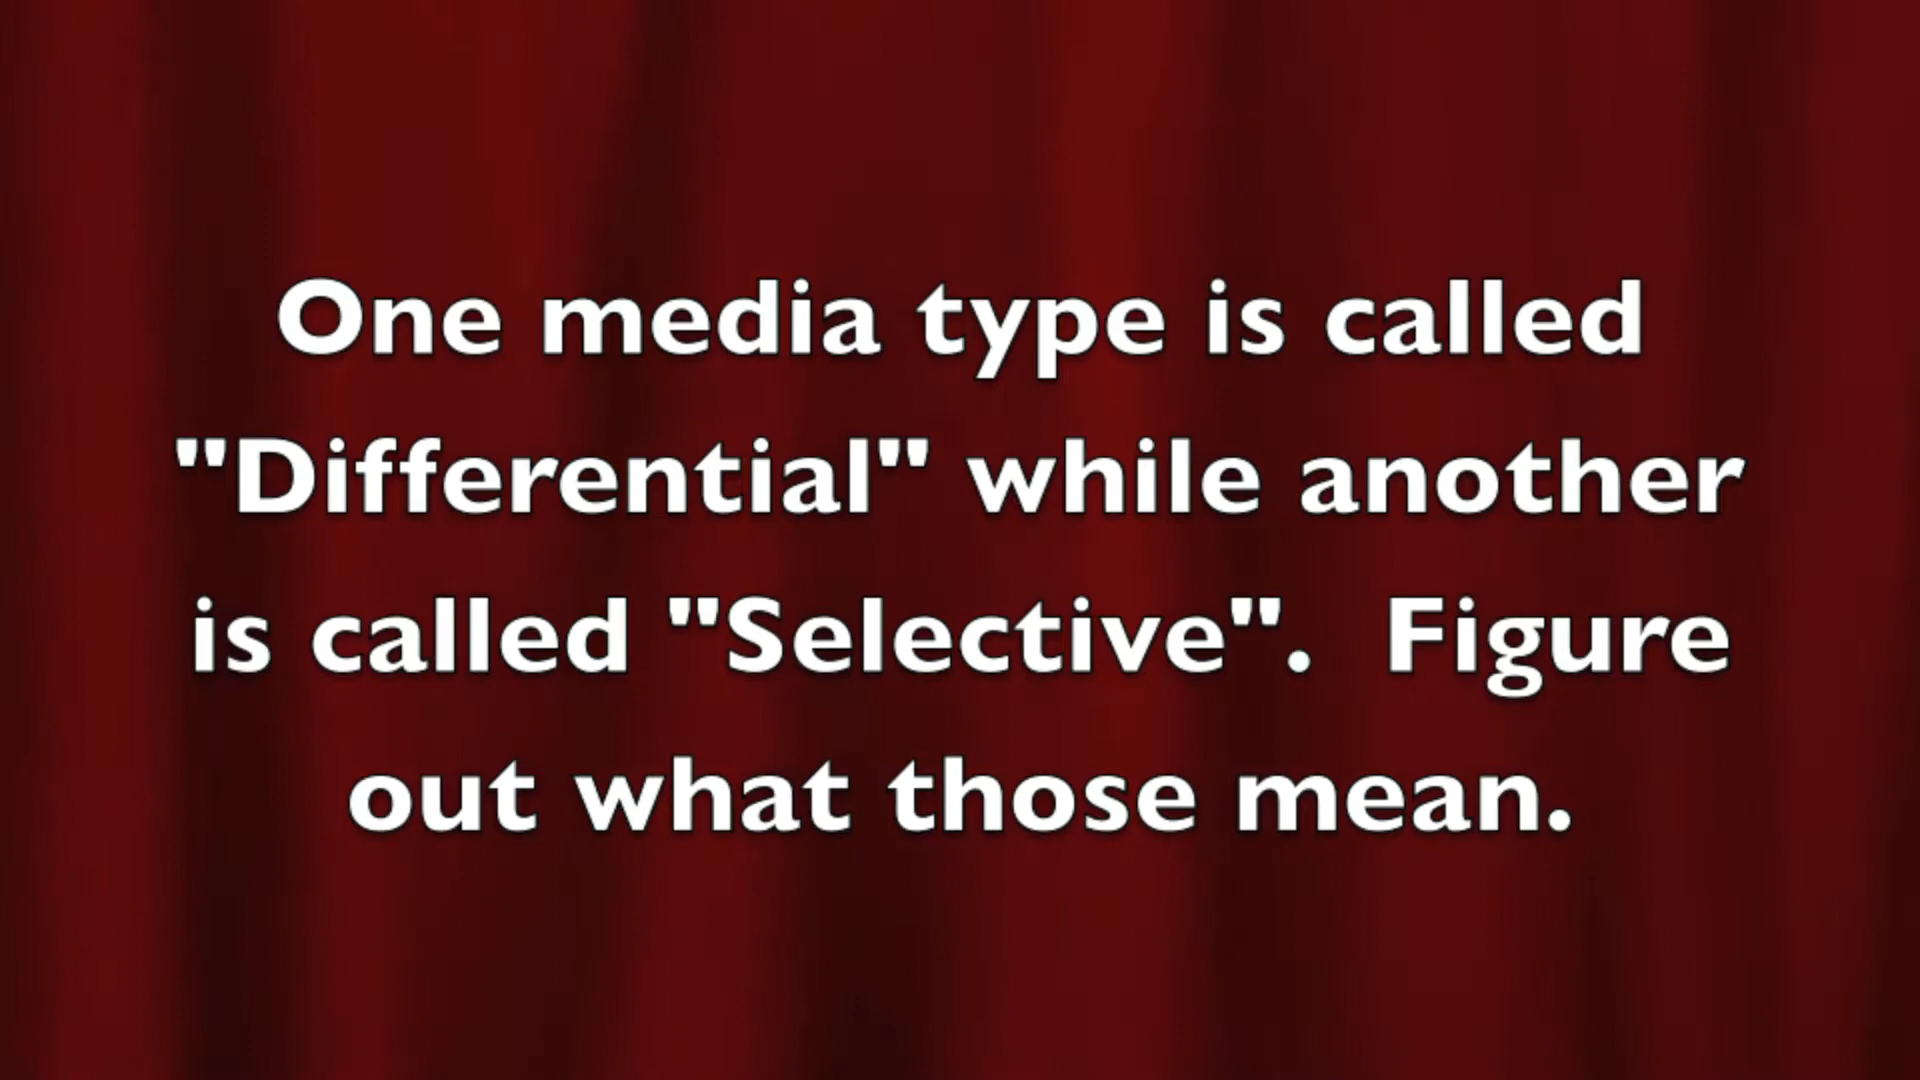 One media type is called
"Differential" while another
is called "Selective".  Figure
out what those mean.